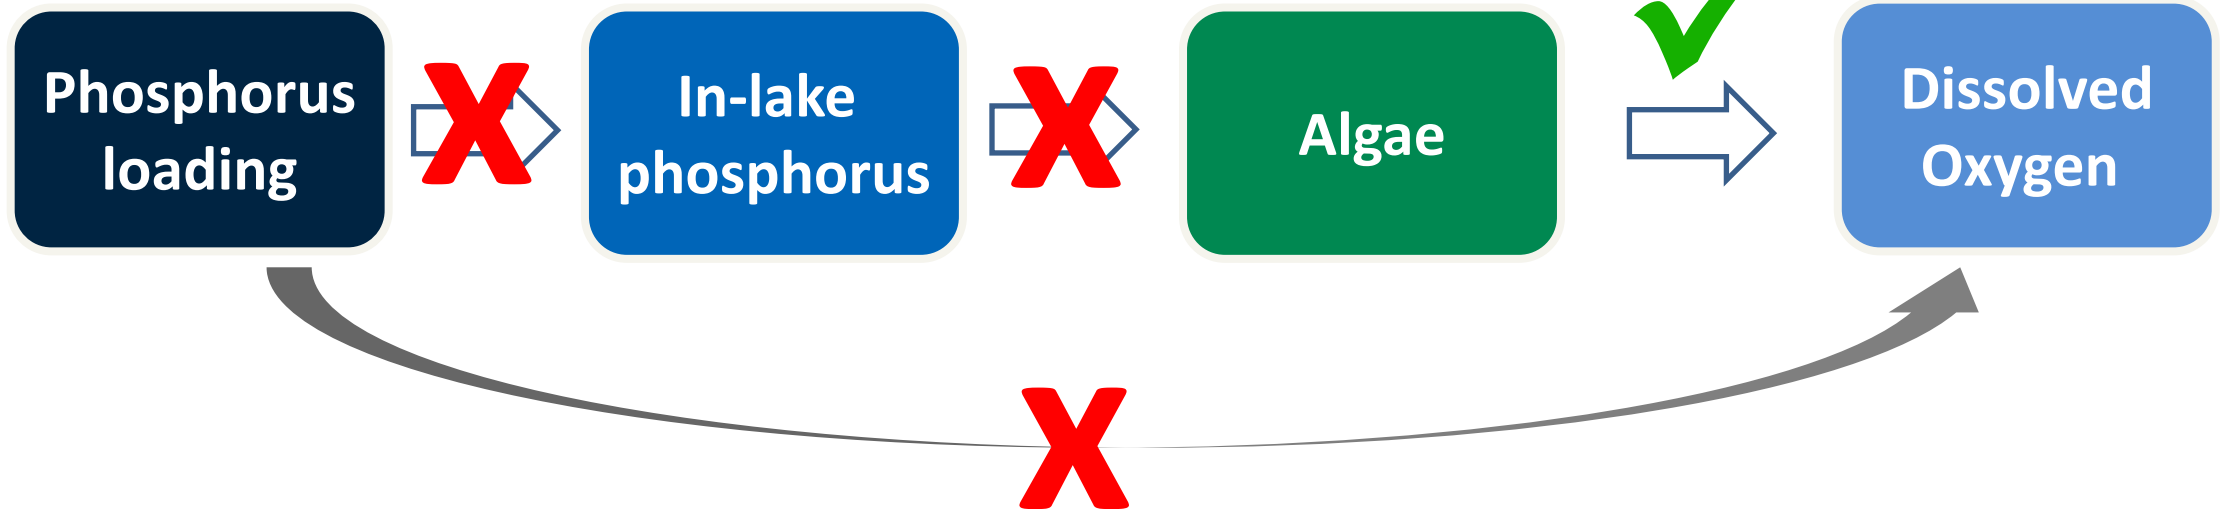 Phosphorus
loading
In-lake
phosphorus
Algae
Dissolved
Oxygen